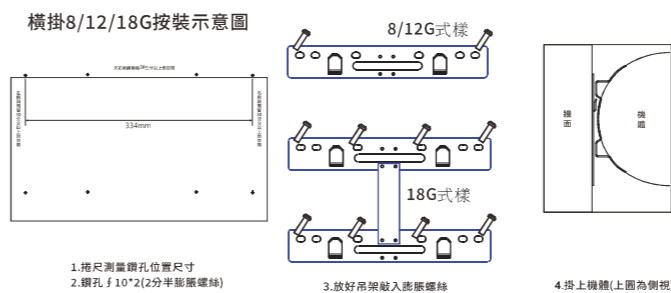 橫掛8/12/18G按裝示意圖
8/12G式樣
334mm
牆面
機體
18G式樣
1.捲尺測量鑽孔位置尺寸
2.鑽孔∮10*2(2分半膨脹螺絲)
3.放好吊架敲入膨脹螺絲
4.掛上機體(上圖為側視